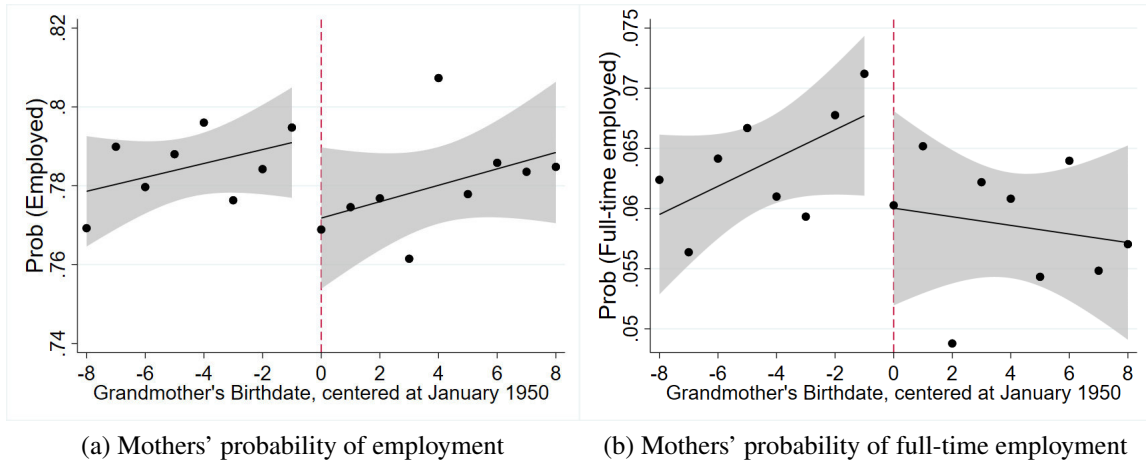 .82
.8
.78
.76
.74
Prob (Employed)
-8 -6 -4 -2 0 2 4 6 8
Grandmother's Birthdate, centered at January 1950
(a) Mothers' probability of employment
.075
.07
.065
.06
.055
.05
Prob (Full-time employed)
-8 -6 -4 -2 0 2 4 6 8
Grandmother's Birthdate, centered at January 1950
(b) Mothers' probability of full-time employment